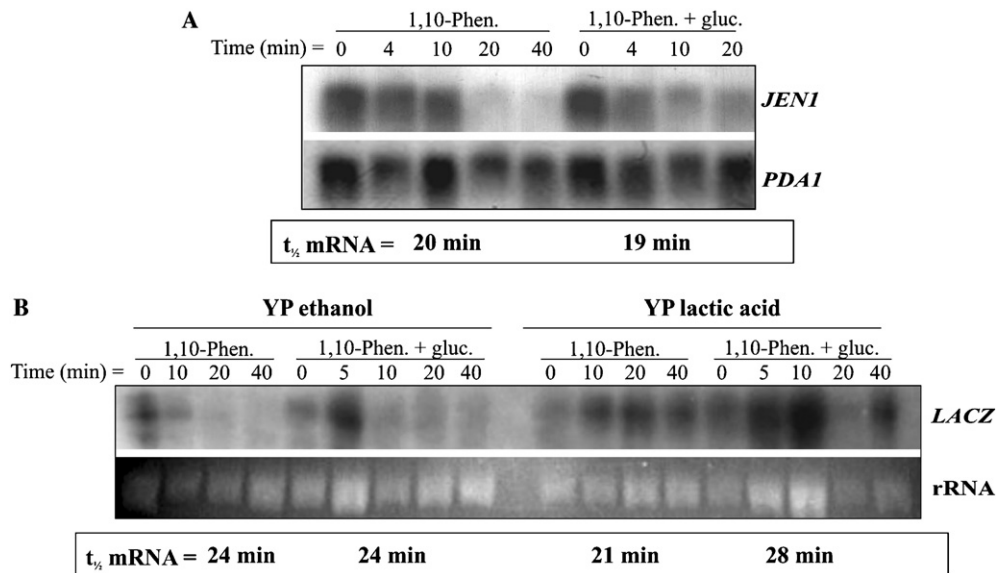 A
1,10-Phen. 1,10-Phen. + gluc.
Time (min) = 0 4 10 20 40 0 4 10 20
JEN1
PDA1
t½ mRNA = 20 min 19 min
B
YP ethanol YP lactic acid
1,10-Phen. 1,10-Phen. + gluc. 1,10-Phen. 1,10-Phen. + gluc.
Time (min) = 0 10 20 40 0 5 10 20 40 0 10 20 40 0 5 10 20 40
LACZ
rRNA
t½ mRNA = 24 min 24 min 21 min 28 min